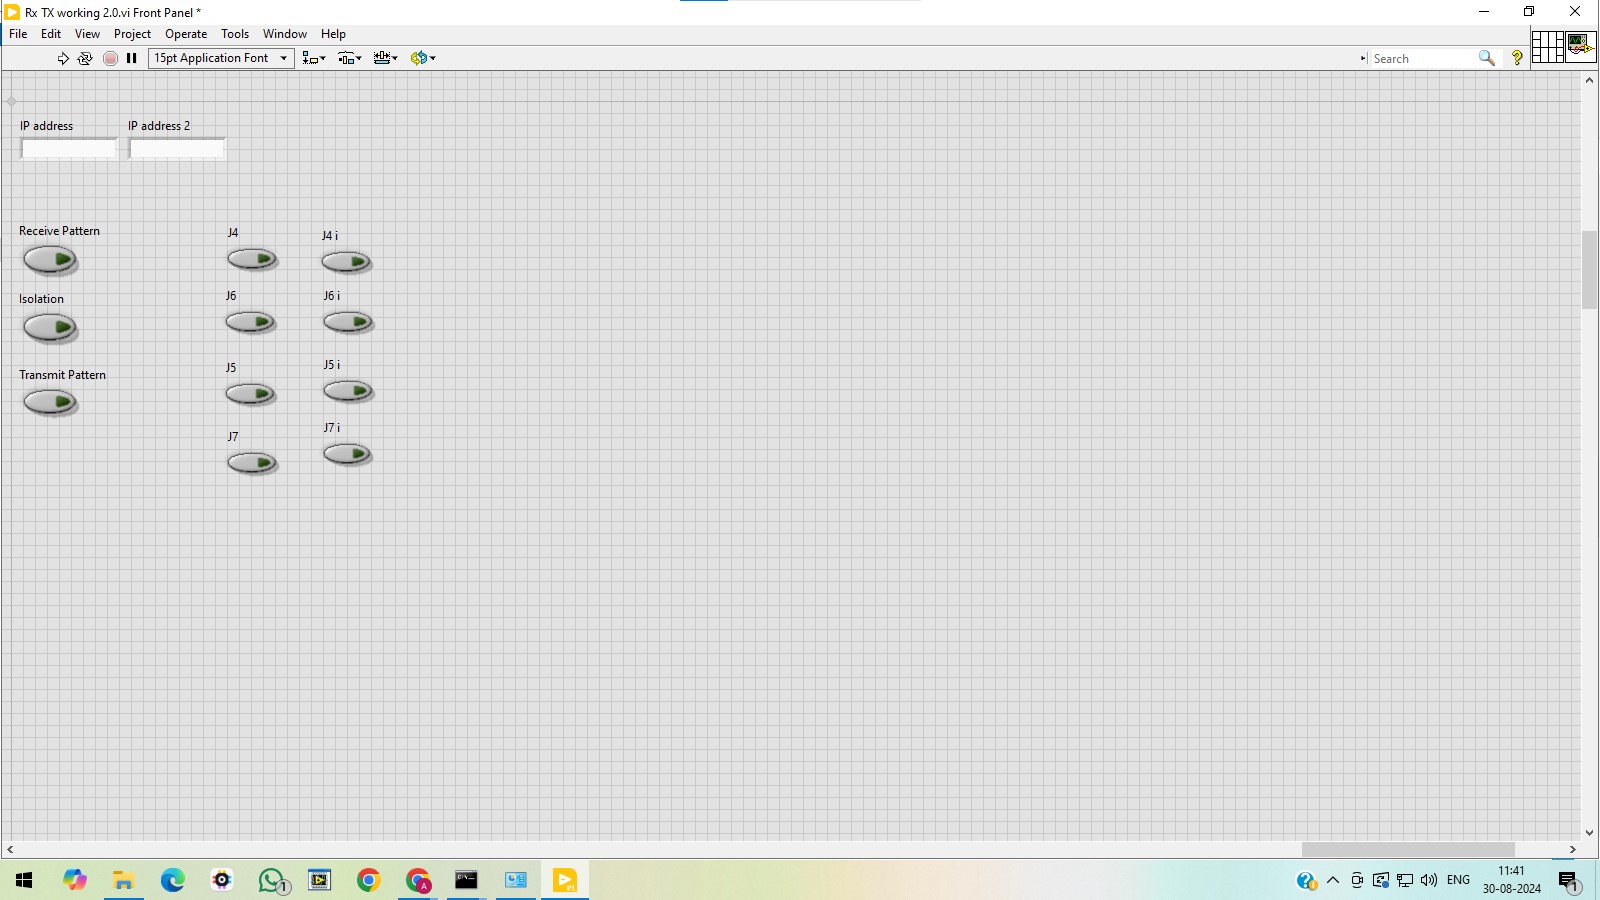 Rx TX working 2.0.vi Front Panel *
File Edit View Project Operate Tools Window Help
15pt Application Font
Search
?
IP address IP address 2
Receive Pattern
J4 J4 i
Isolation
J6 J6 i
Transmit Pattern
J5 J5 i
J7 J7 i
1
A
21
?
ENG
11:41
30-08-2024
1